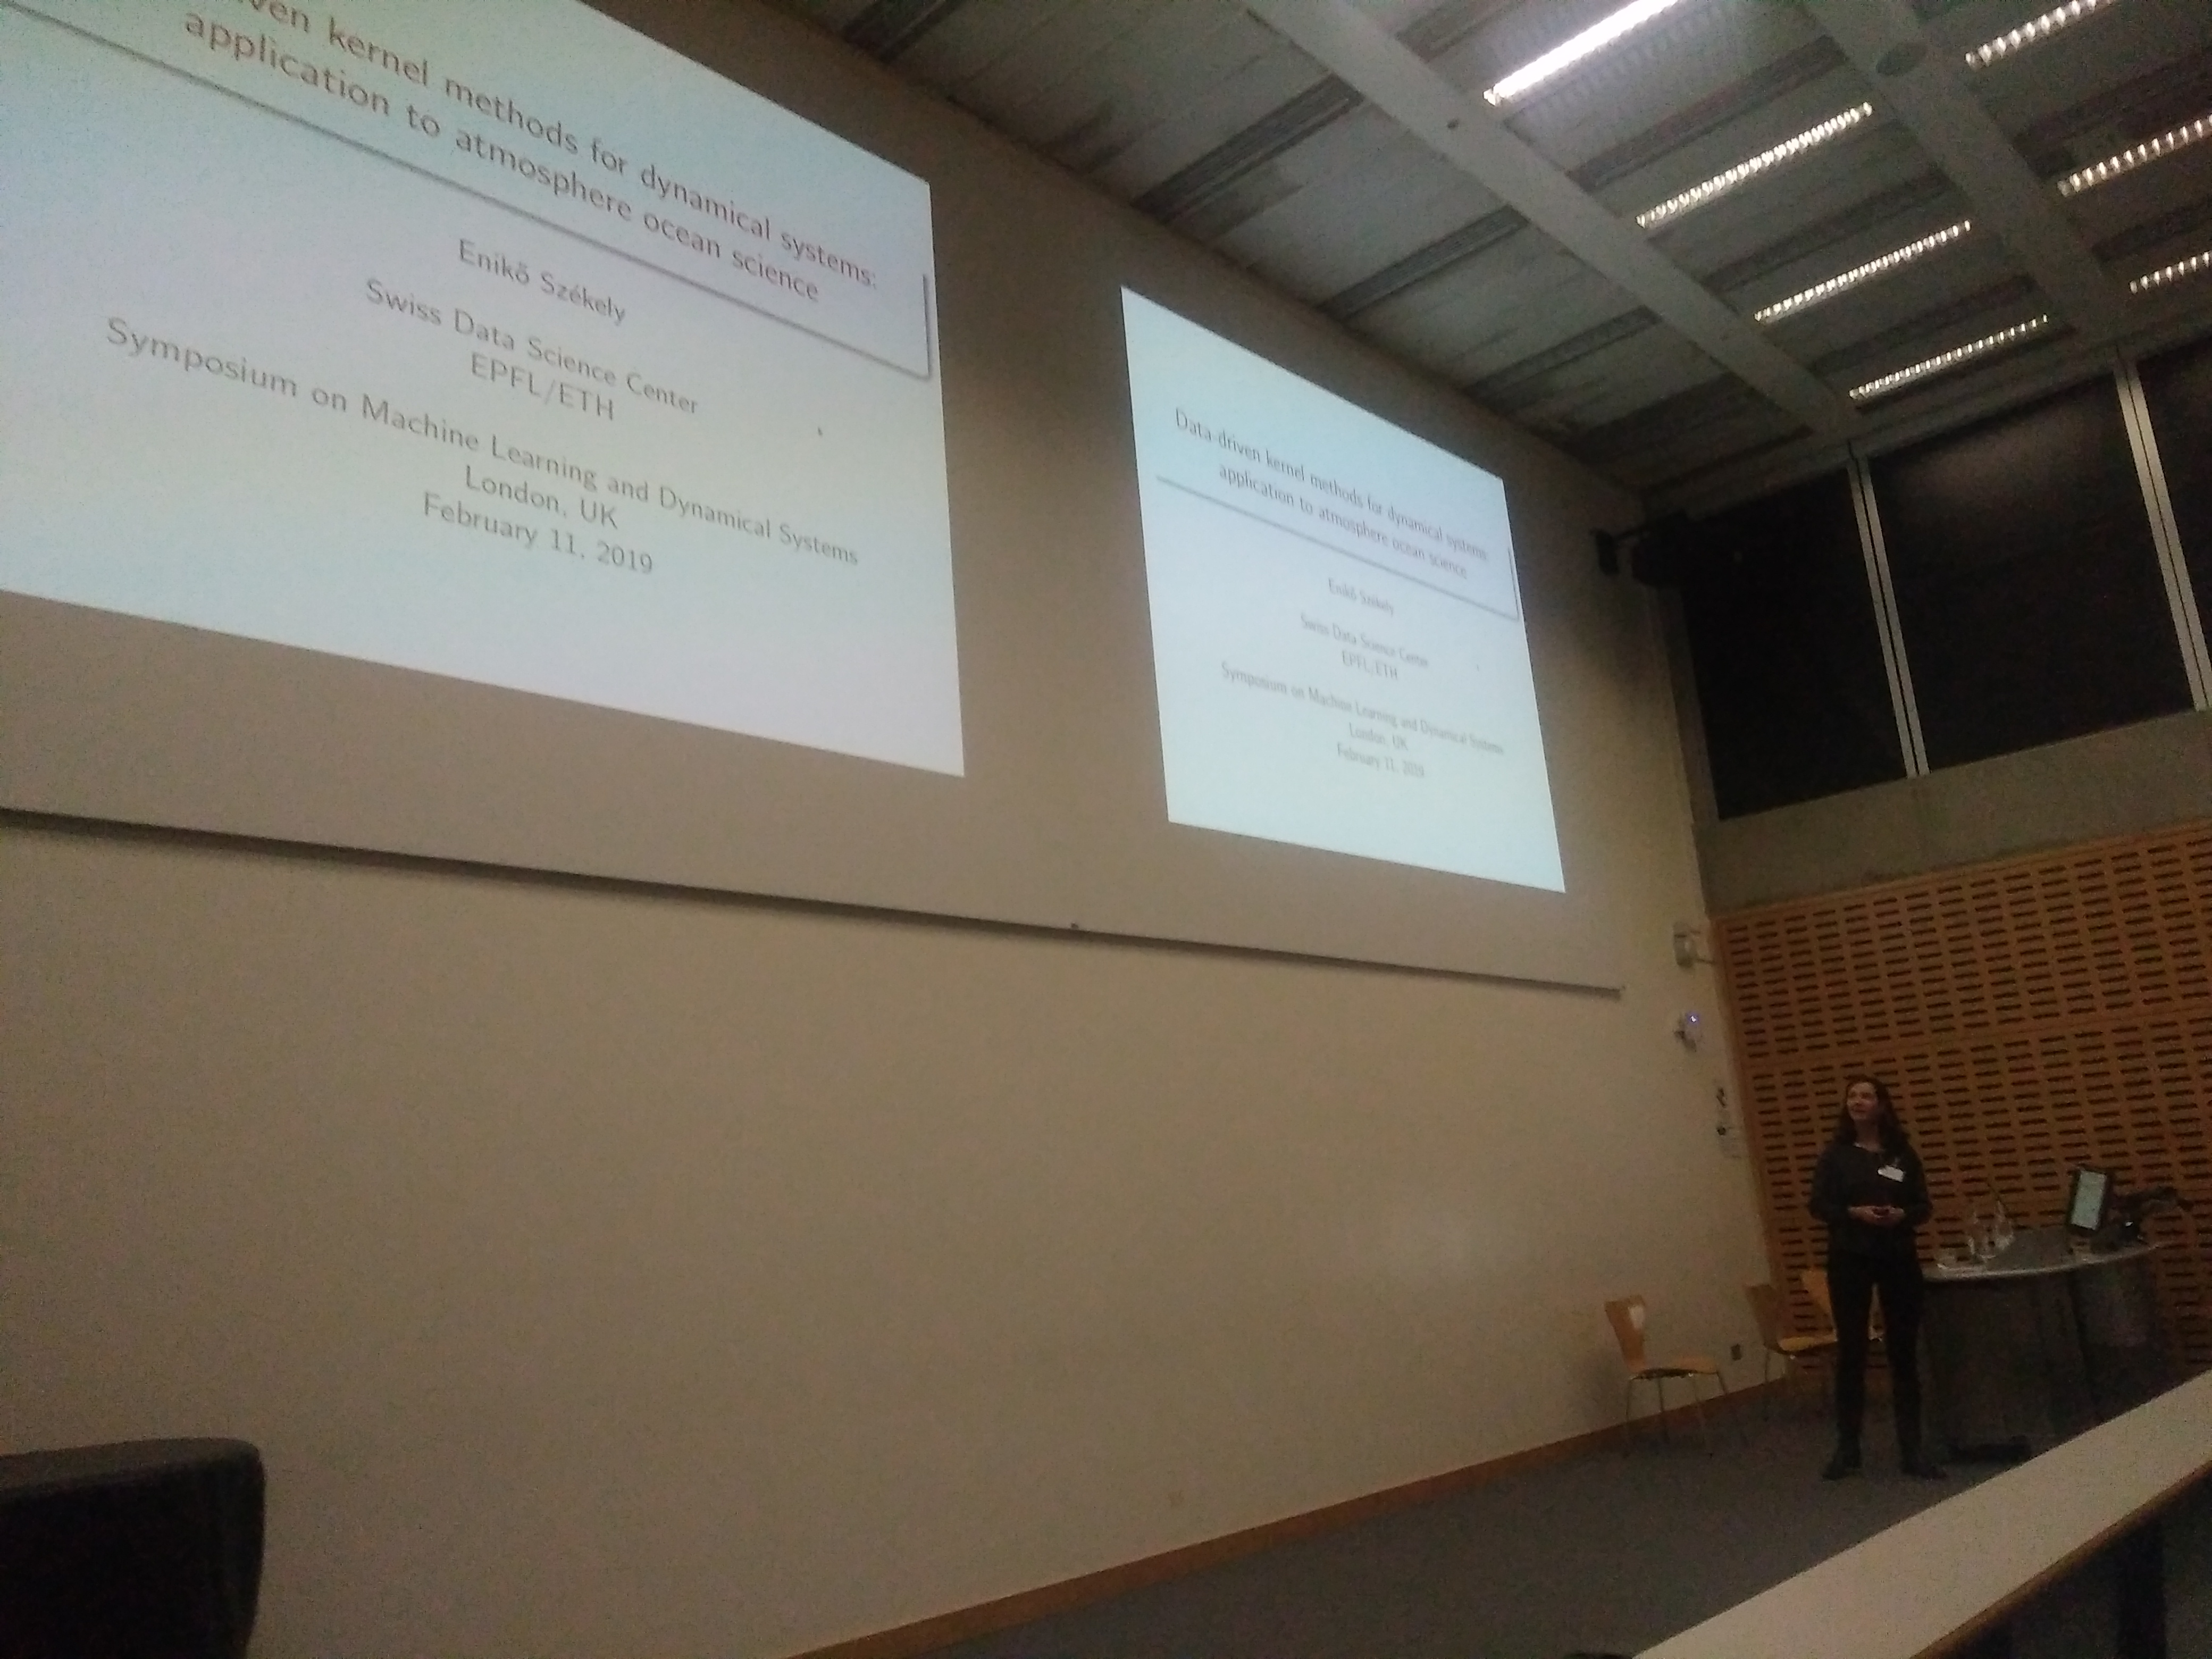 ven kernel methods for dynamical systems:
application to atmosphere ocean science
Enikő Székely
Swiss Data Science Center
EPFL/ETH
Symposium on Machine Learning and Dynamical Systems
London, UK
February 11, 2019
Data-driven kernel methods for dynamical systems:
application to atmosphere ocean science
Enikő Székely
Swiss Data Science Center
EPFL/ETH
Symposium on Machine Learning and Dynamical Systems
London, UK
February 11, 2019